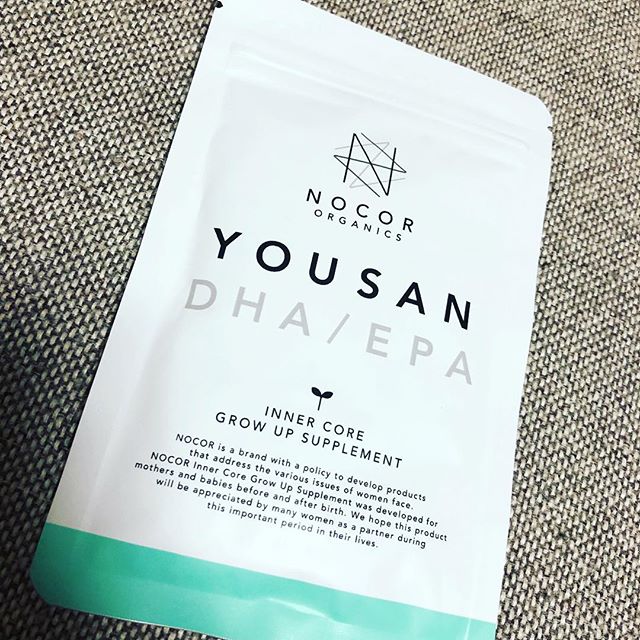 NOCOR
ORGANICS
YOUSAN
DHA/EPA
INNER CORE
GROW UP SUPPLEMENT
NOCOR is a brand with a policy to develop products
that address the various issues of women face.
NOCOR Inner Core Grow Up Supplement was developed for
mothers and babies before and after birth. We hope this product
will be appreciated by many women as a partner during
this important period in their lives.